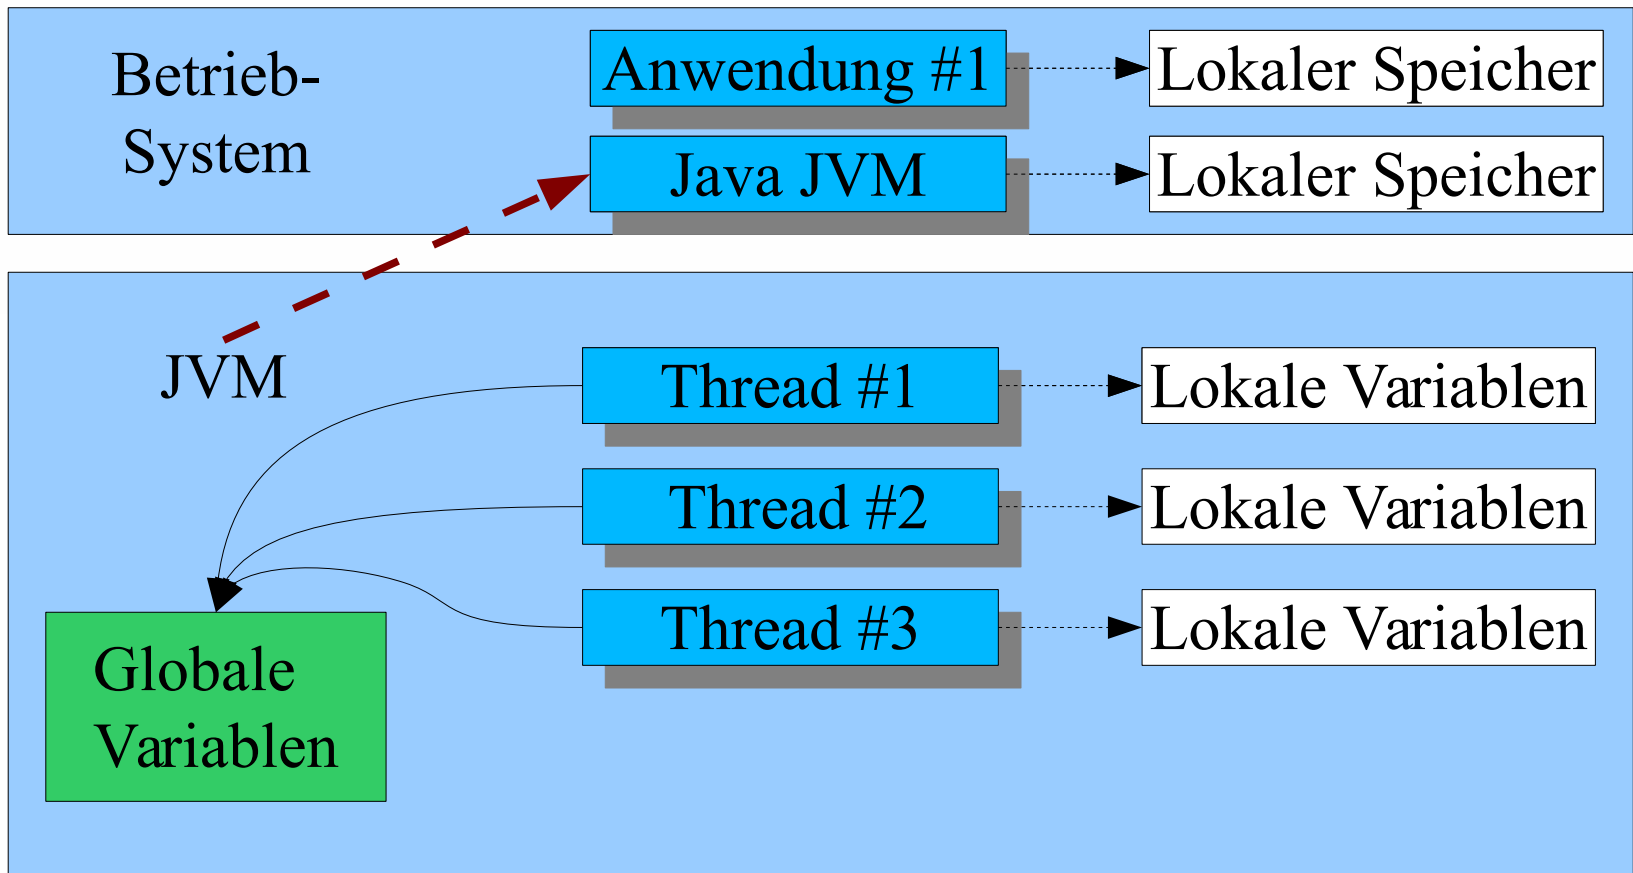 Betrieb-
System
Anwendung #1
Lokaler Speicher
Java JVM
Lokaler Speicher
JVM
Thread #1
Lokale Variablen
Thread #2
Lokale Variablen
Thread #3
Lokale Variablen
Globale
Variablen